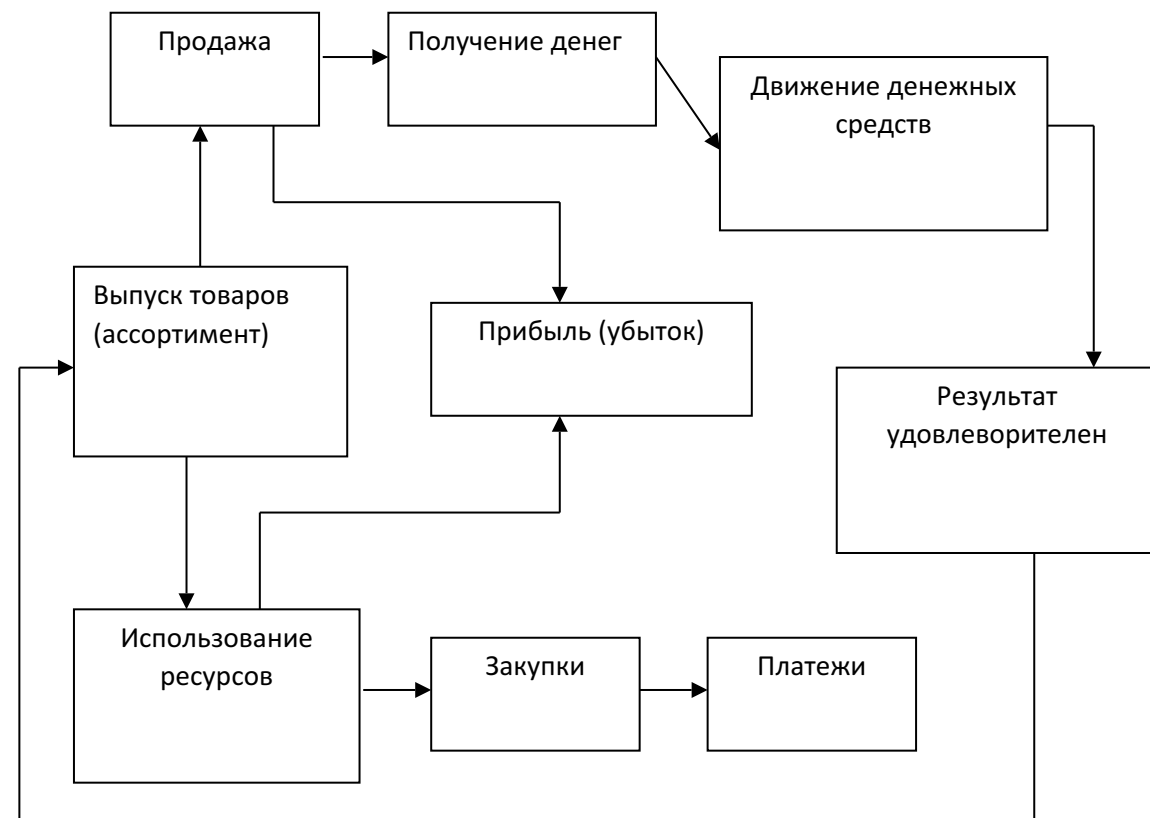 Продажа
Получение денег
Движение денежных
средств
Выпуск товаров
(ассортимент)
Прибыль (убыток)
Результат
удовлеворителен
Использование
ресурсов
Закупки
Платежи